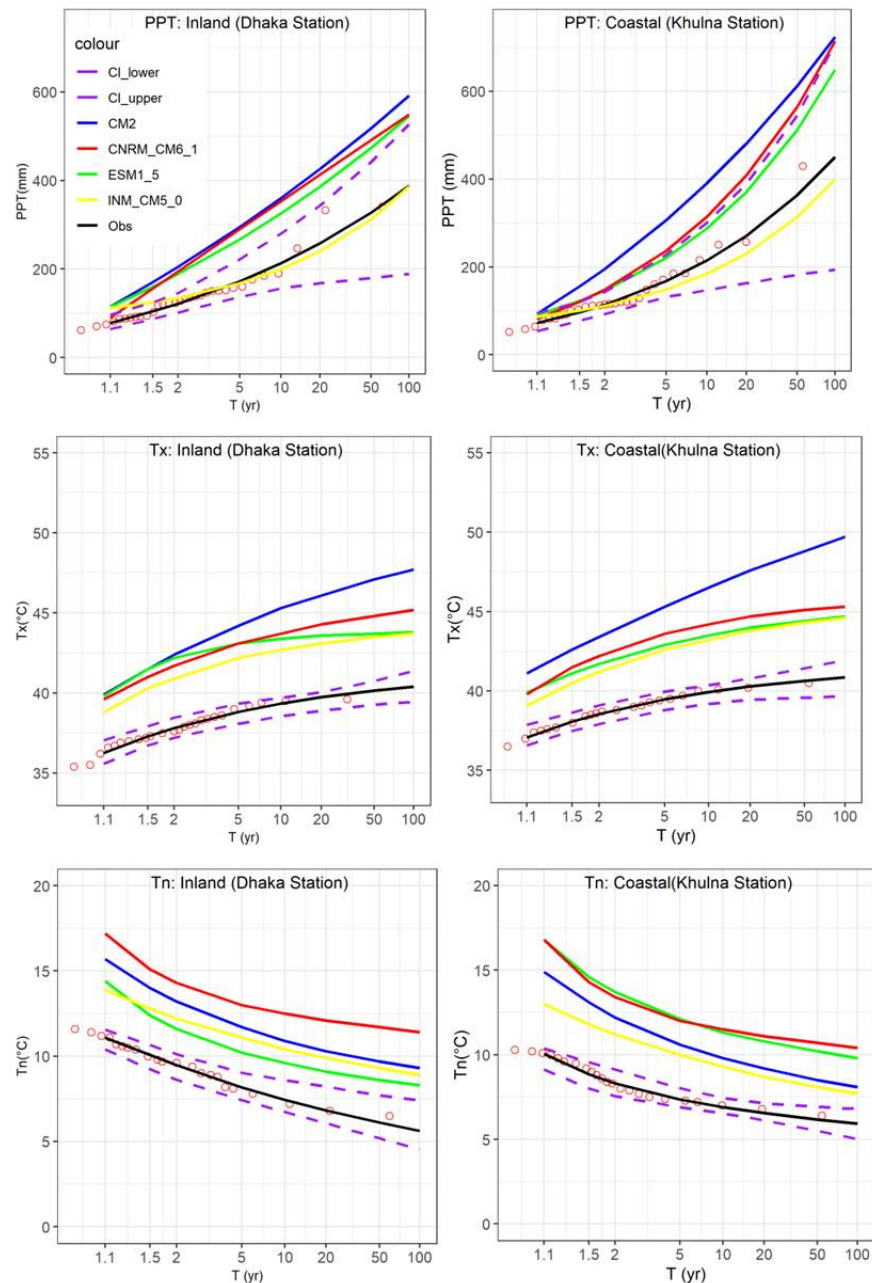 PPT: Inland (Dhaka Station)
colour
CI_lower
CI_upper
CM2
CNRM_CM6_1
ESM1_5
INM_CM5_0
Obs
PPT(mm)
600
400
200
0
1.1 1.5 2 5 10 20 50 100
T (yr)
PPT: Coastal (Khulna Station)
PPT (mm)
600
400
200
0
1.1 1.5 2 5 10 20 50 100
T (yr)
Tx: Inland (Dhaka Station)
Tx(°C)
55
50
45
40
35
1.1 1.5 2 5 10 20 50 100
T (yr)
Tx: Coastal(Khulna Station)
Tx(°C)
55
50
45
40
35
1.1 1.5 2 5 10 20 50 100
T (yr)
Tn: Inland (Dhaka Station)
Tn(°C)
20
15
10
5
0
1.1 1.5 2 5 10 20 50 100
T (yr)
Tn: Coastal(Khulna Station)
Tn(°C)
20
15
10
5
0
1.1 1.5 2 5 10 20 50 100
T (yr)